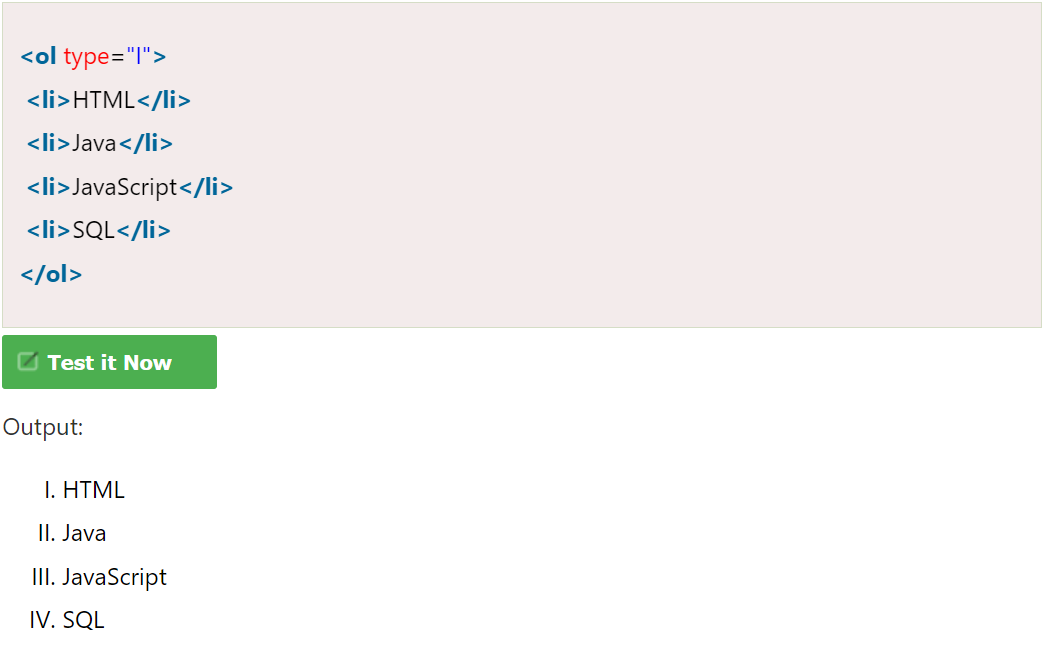 <ol type="I">
<li>HTML</li>
<li>Java</li>
<li>JavaScript</li>
<li>SQL</li>
</ol>
Test it Now
Output:
I. HTML
II. Java
III. JavaScript
IV. SQL